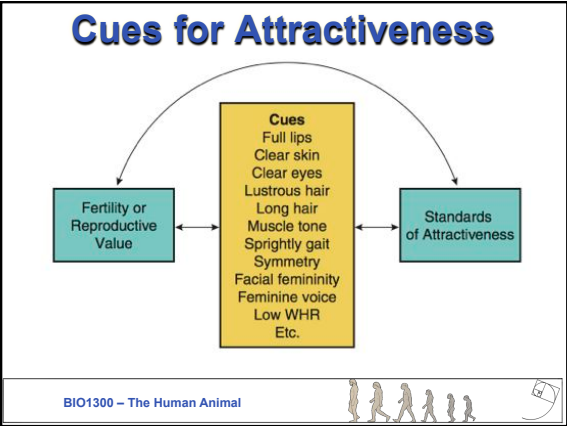 Cues for Attractiveness
Fertility or
Reproductive
Value
Cues
Full lips
Clear skin
Clear eyes
Lustrous hair
Long hair
Muscle tone
Sprightly gait
Symmetry
Facial femininity
Feminine voice
Low WHR
Etc.
Standards
of Attractiveness
BIO1300 – The Human Animal